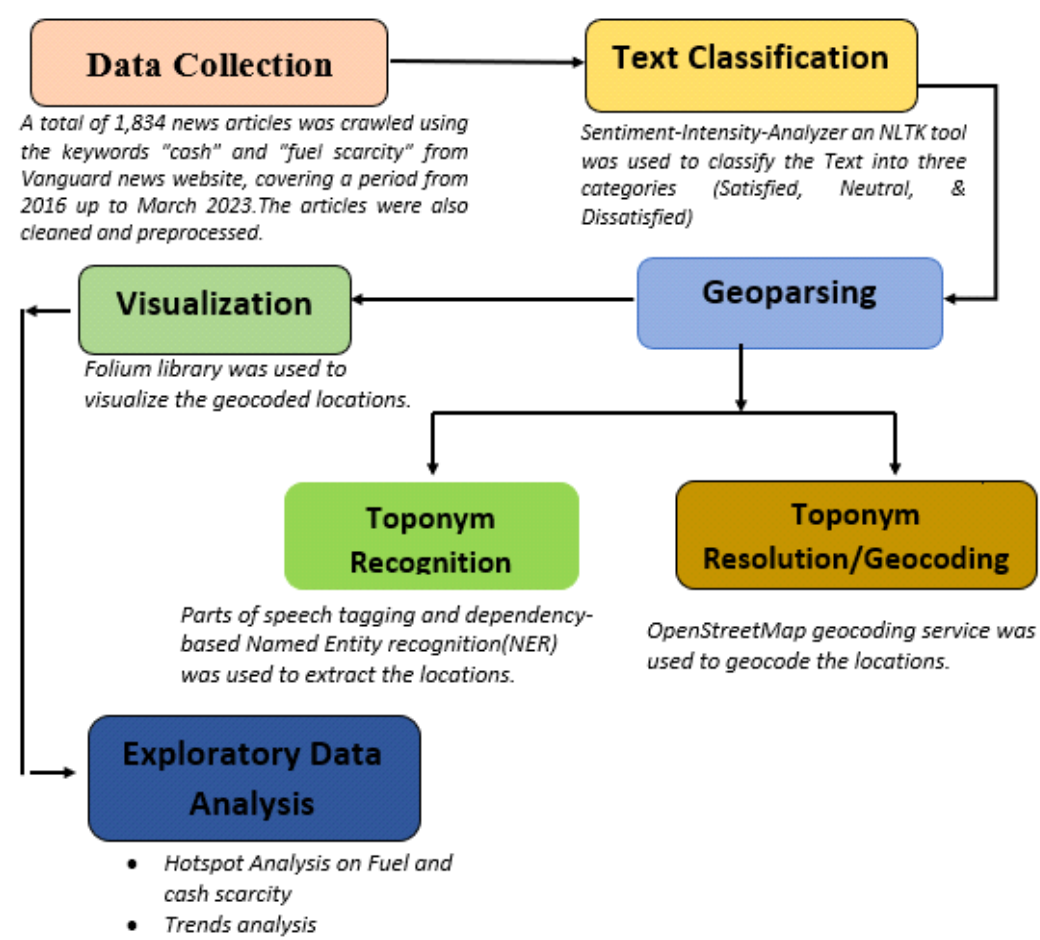 Data Collection
A total of 1,834 news articles was crawled using
the keywords "cash" and "fuel scarcity" from
Vanguard news website, covering a period from
2016 up to March 2023.The articles were also
cleaned and preprocessed.
Text Classification
Sentiment-Intensity-Analyzer an NLTK tool
was used to classify the Text into three
categories (Satisfied, Neutral, &
Dissatisfied)
Geoparsing
Visualization
Folium library was used to
visualize the geocoded locations.
Toponym
Recognition
Parts of speech tagging and dependency-
based Named Entity recognition(NER)
was used to extract the locations.
Toponym
Resolution/Geocoding
OpenStreetMap geocoding service was
used to geocode the locations.
Exploratory Data
Analysis
• Hotspot Analysis on Fuel and
cash scarcity
• Trends analysis